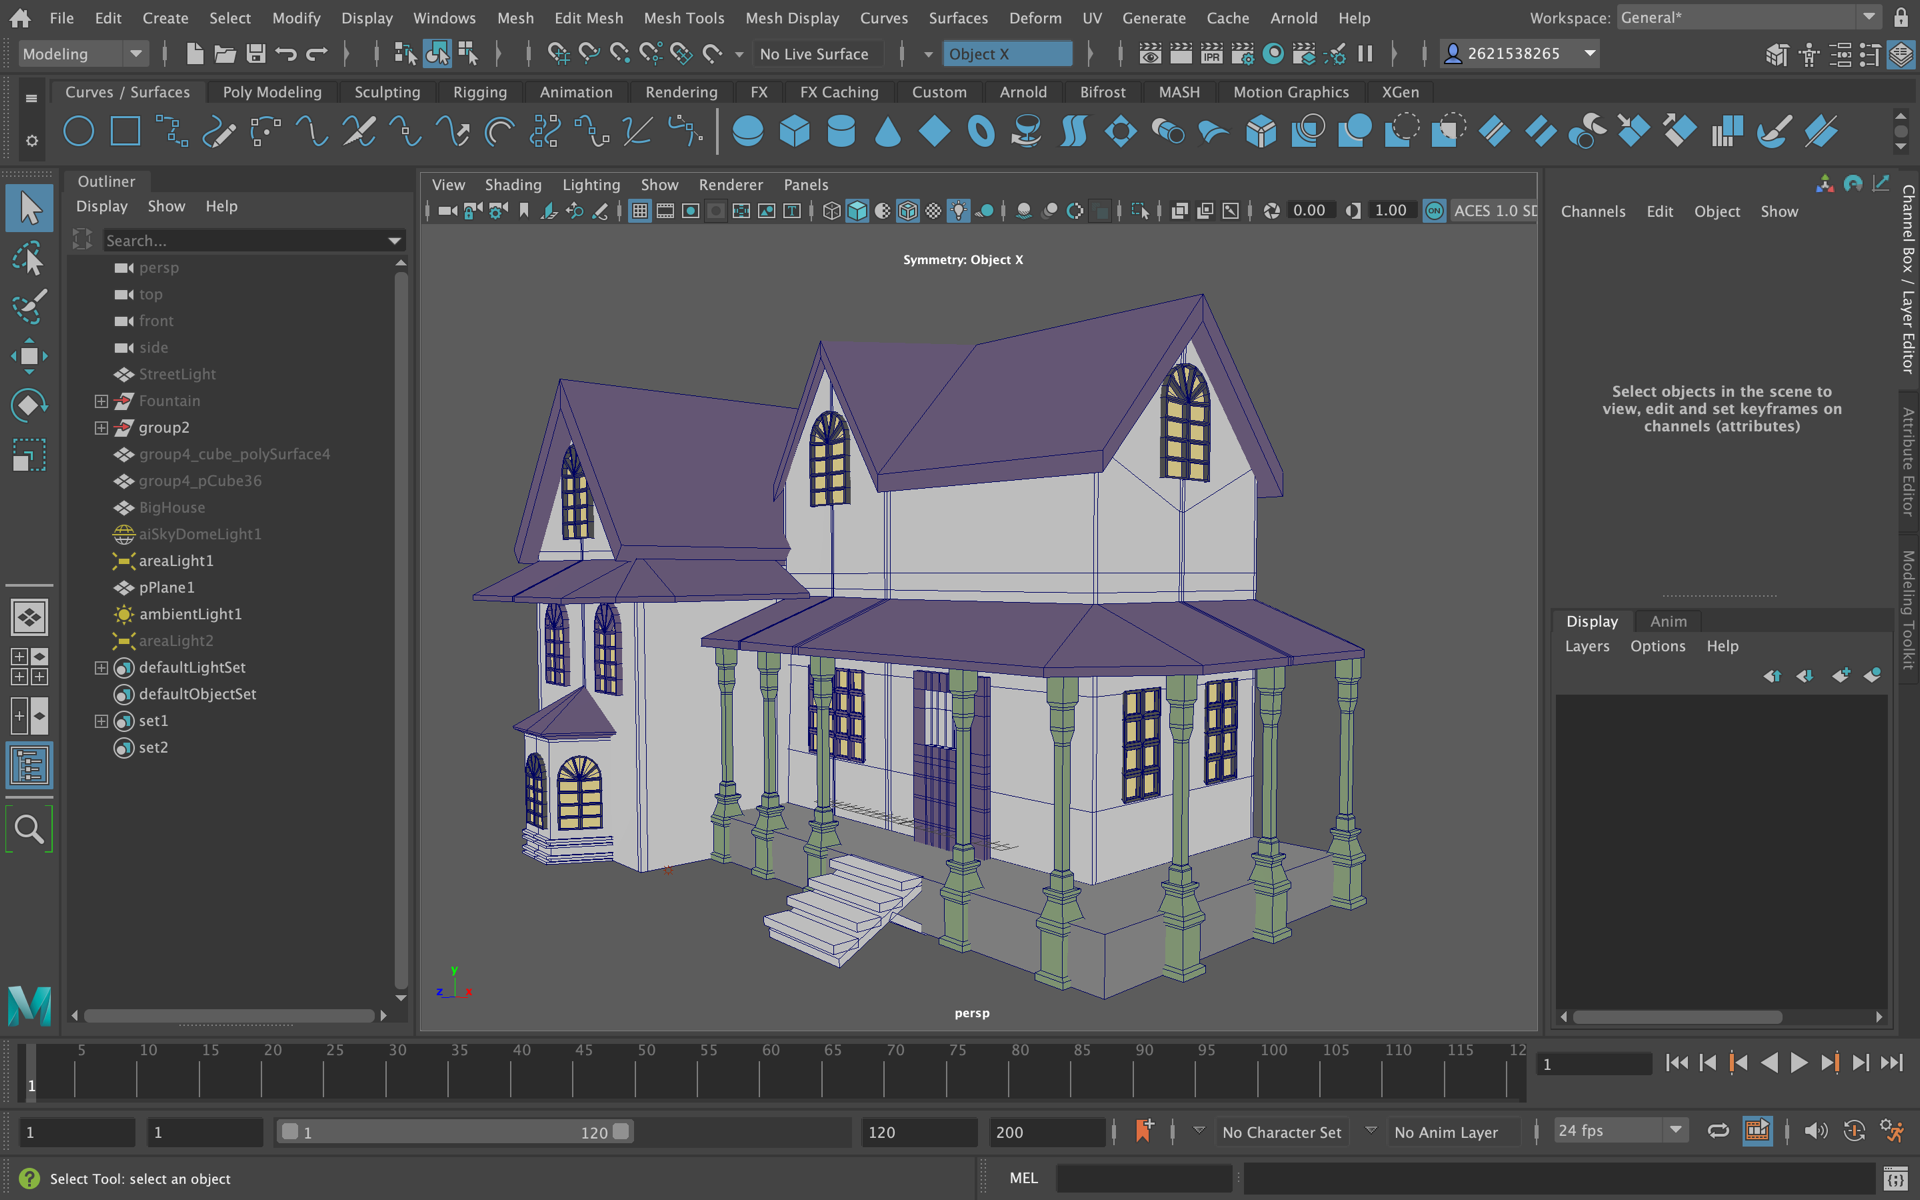 File Edit Create Select Modify Display Windows Mesh Edit Mesh Mesh Tools Mesh Display Curves Surfaces Deform UV Generate Cache Arnold Help Workspace: General*
Modeling No Live Surface Object X IPR 2621538265
Curves / Surfaces Poly Modeling Sculpting Rigging Animation Rendering FX FX Caching Custom Arnold Bifrost MASH Motion Graphics XGen
Outliner
Display Show Help
Search...
persp
top
front
side
StreetLight
Fountain
group2
group4_cube_polySurface4
group4_pCube36
BigHouse
aiSkyDomeLight1
areaLight1
pPlane1
ambientLight1
areaLight2
defaultLightSet
defaultObjectSet
set1
set2
View Shading Lighting Show Renderer Panels
0.00 1.00 ON ACES 1.0 SD
Symmetry: Object X
y
z x
persp
Channels Edit Object Show
Select objects in the scene to
view, edit and set keyframes on
channels (attributes)
Display Anim
Layers Options Help
Channel Box / Layer Editor
Attribute Editor
Modeling Toolkit
5 10 15 20 25 30 35 40 45 50 55 60 65 70 75 80 85 90 95 100 105 110 115 12
1
1
1 1 1 120 120 200 No Character Set No Anim Layer 24 fps
Select Tool: select an object MEL